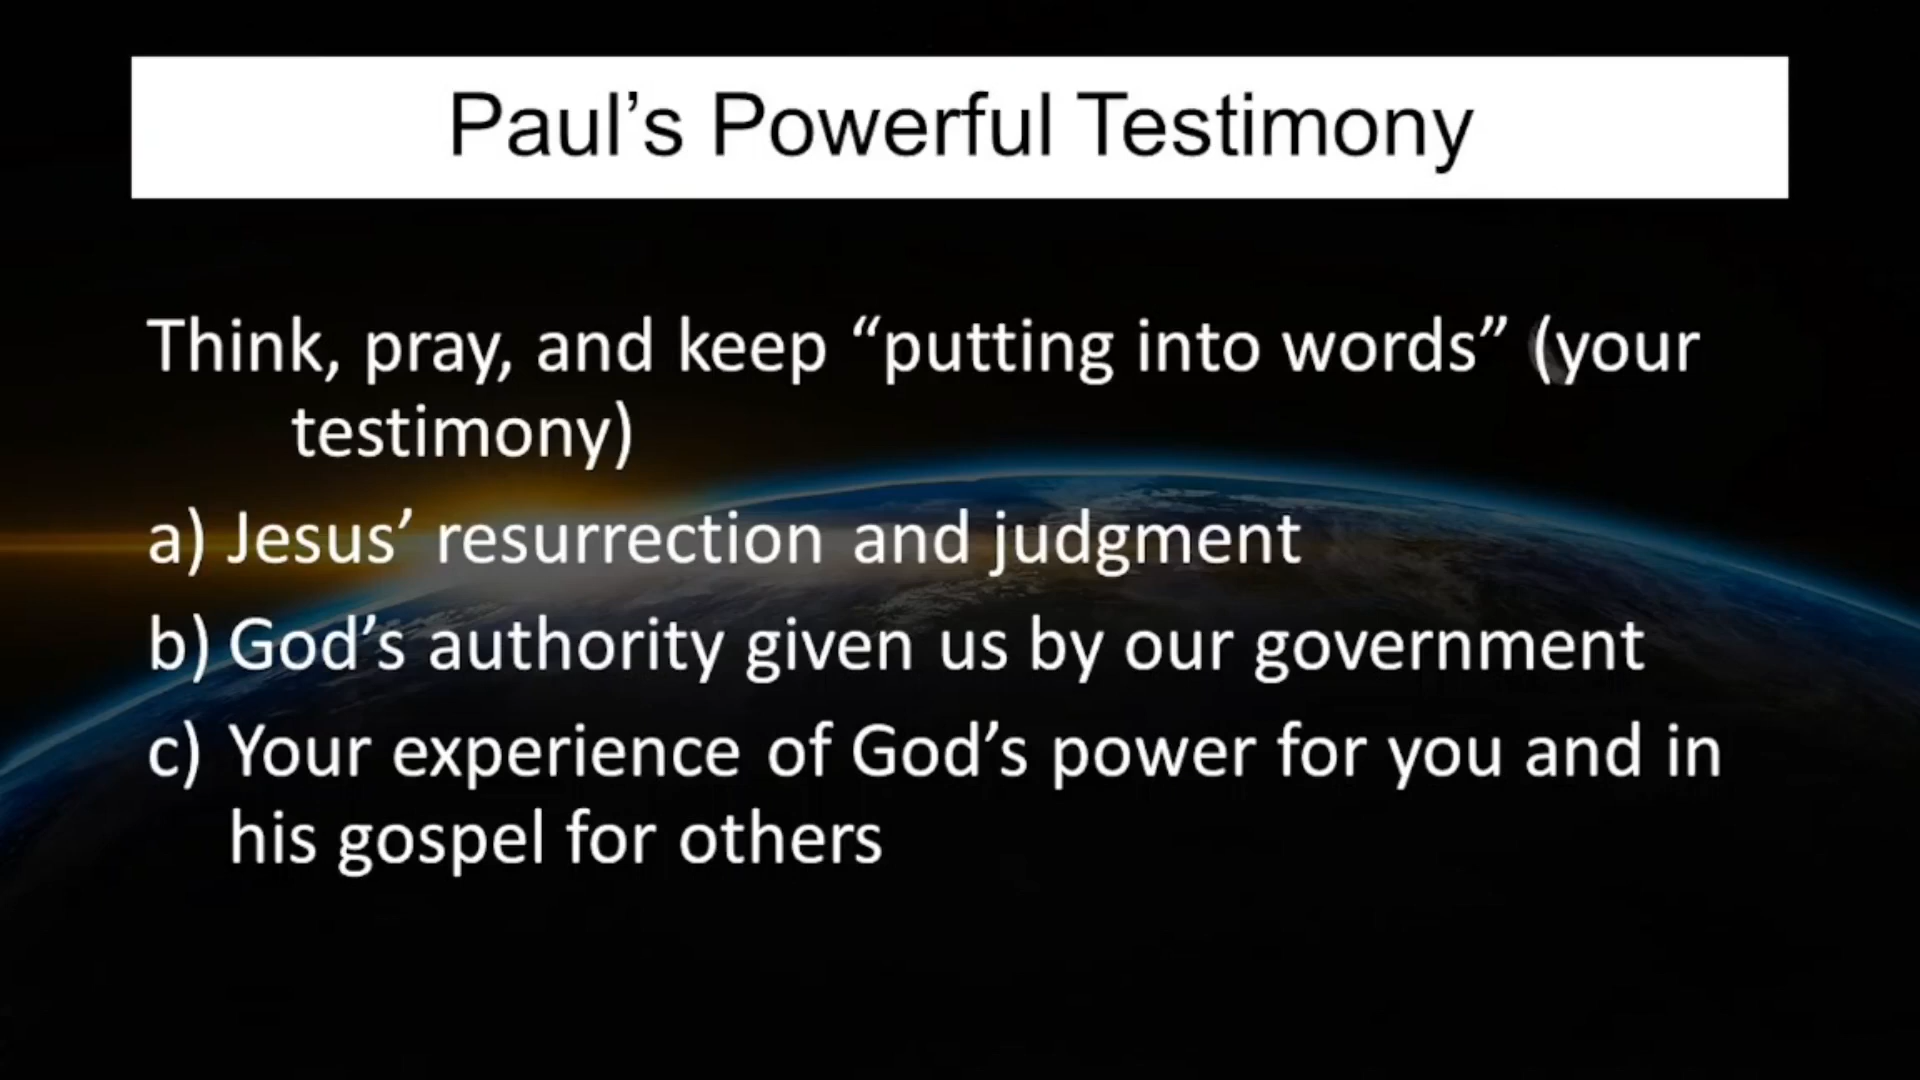 Paul’s Powerful Testimony
Think, pray, and keep “putting into words” (your
testimony)
a) Jesus’ resurrection and judgment
b) God’s authority given us by our government
c) Your experience of God’s power for you and in
his gospel for others